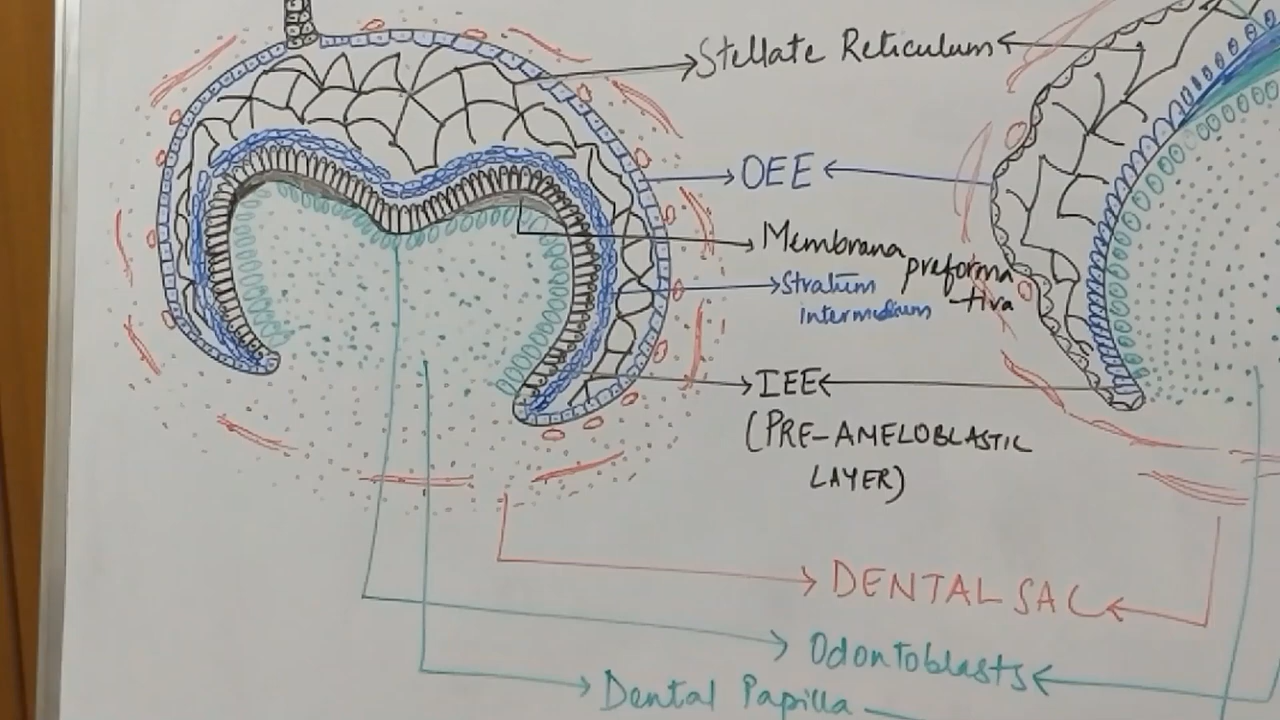 Stellate Reticulum
OEE
Membrana
preforma
-tiva
Stratum
intermedium
IEE
(PRE-AMELOBLASTIC
LAYER)
DENTAL SAC
Odontoblasts
Dental Papilla